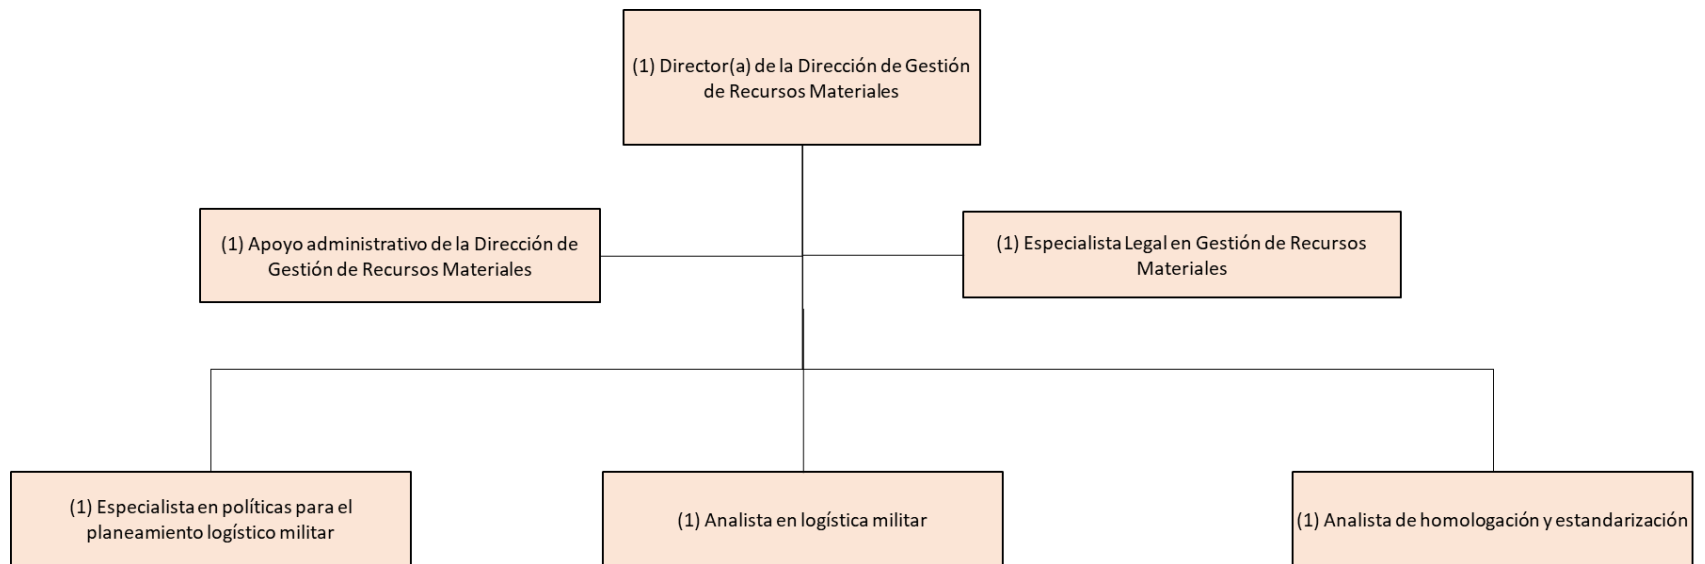 (1) Director(a) de la Dirección de Gestión
de Recursos Materiales
(1) Apoyo administrativo de la Dirección de
Gestión de Recursos Materiales
(1) Especialista Legal en Gestión de Recursos
Materiales
(1) Especialista en políticas para el
planeamiento logístico militar
(1) Analista en logística militar
(1) Analista de homologación y estandarización